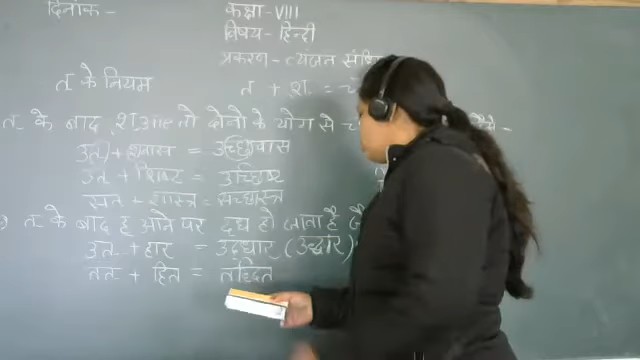 दिनांक -
कक्षा - VIII
विषय - हिन्दी
प्रकरण - व्यंजन संधि
त् के नियम
त + श =
त् के बाद श् आए तो दोनों के योग से
उत् + श्वास = उच्छ्वास
उत् + शिष्ट = उच्छिष्ट
सत् + शास्त्र = सच्छास्त्र
त् के बाद ह् आने पर द्ध हो जाता है
उत् + हार = उद्धार (उद्धार)
तत् + हित = तद्धित